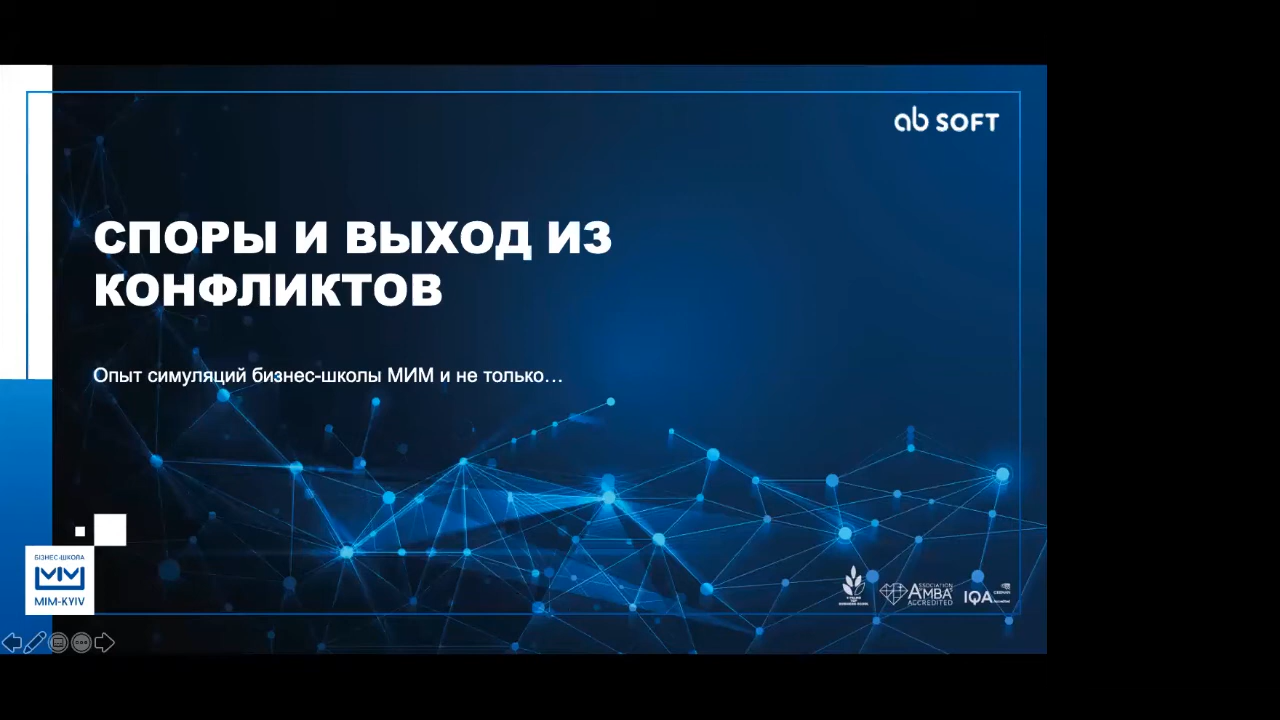 ab SOFT
СПОРЫ И ВЫХОД ИЗ
КОНФЛИКТОВ
Опыт симуляций бизнес-школы МИМ и не только...
БІЗНЕС-ШКОЛА
MIM-KYIV
ASSOCIATION
AMBA
ACCREDITED
IQA